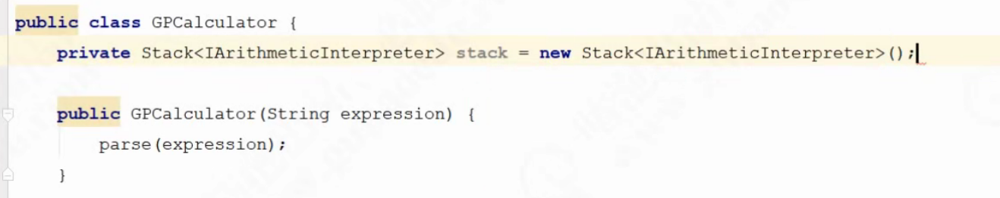 public class GPCalculator {
    private Stack<IArithmeticInterpreter> stack = new Stack<IArithmeticInterpreter>();
    public GPCalculator(String expression) {
        parse(expression);
    }